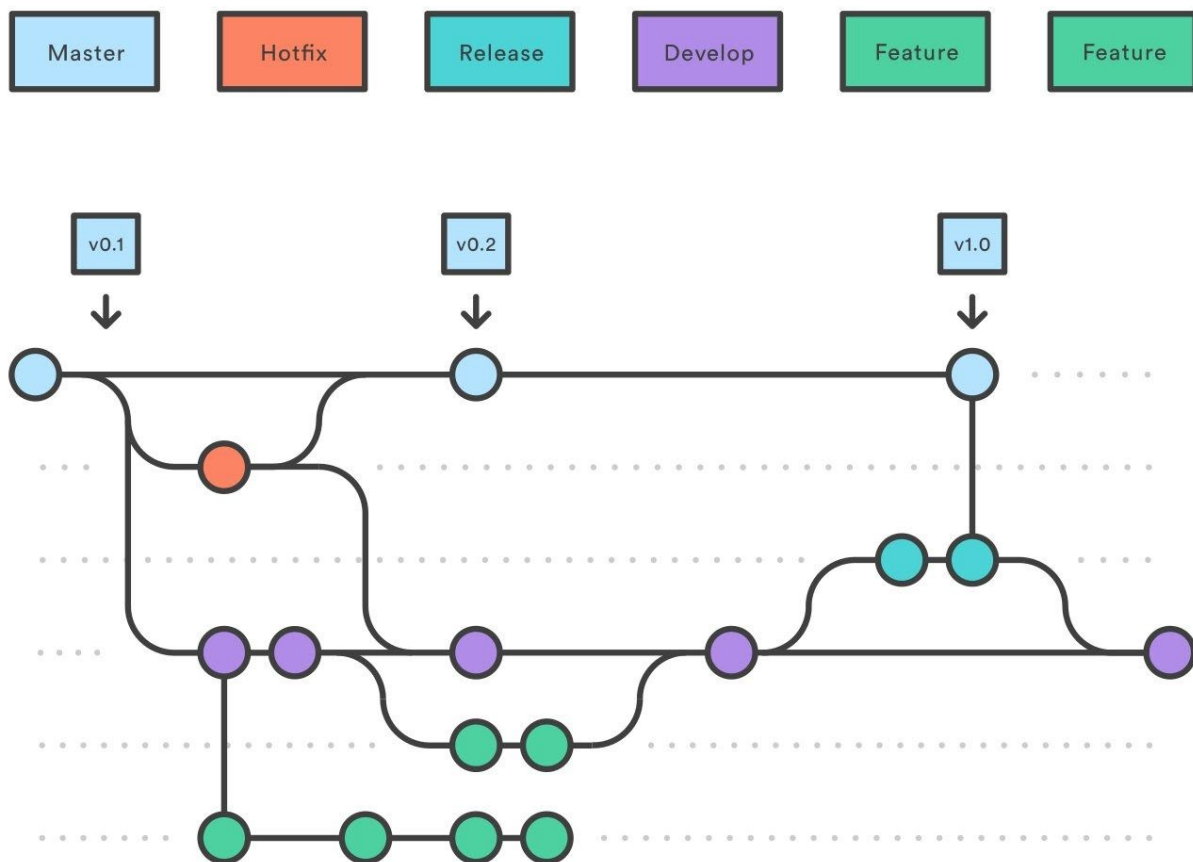 Master
Hotfix
Release
Develop
Feature
Feature
v0.1
v0.2
v1.0